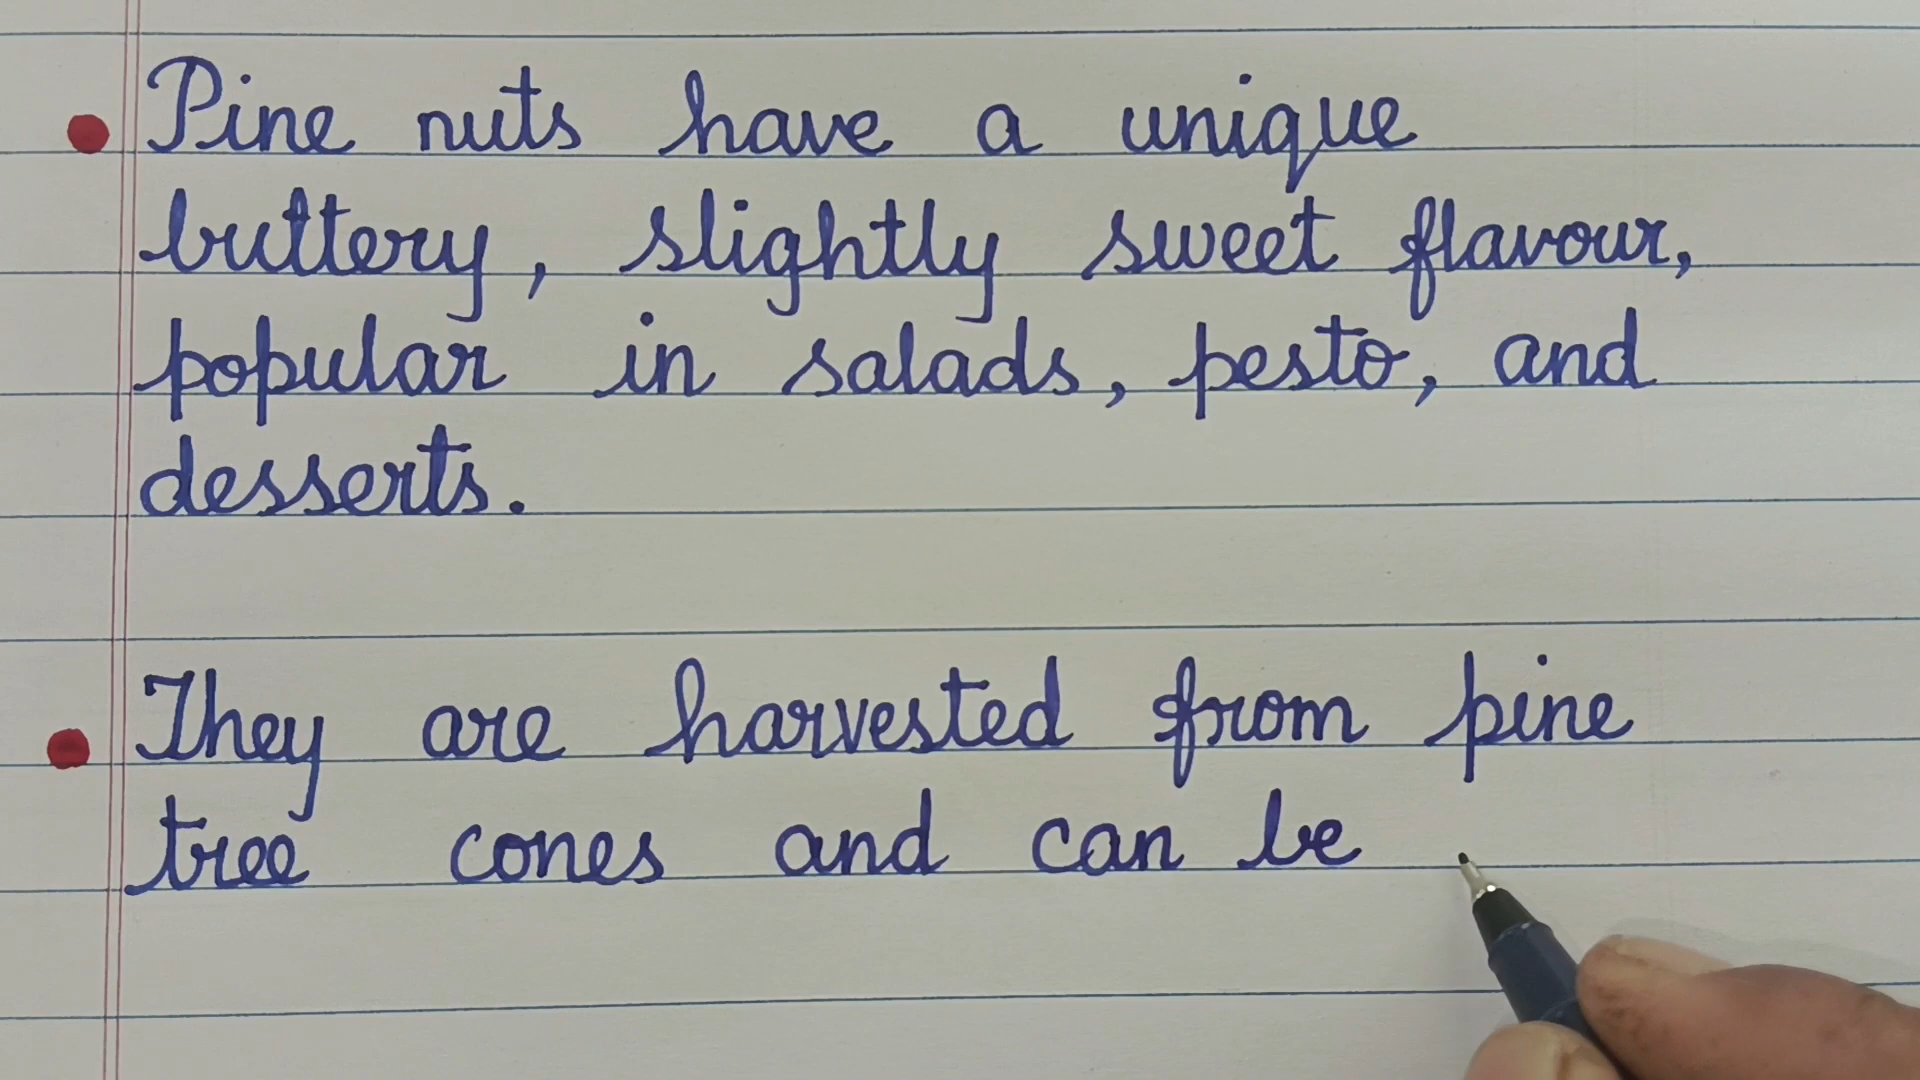 Pine nuts have a unique
buttery, slightly sweet flavour,
popular in salads, pesto, and
desserts.
They are harvested from pine
tree cones and can be